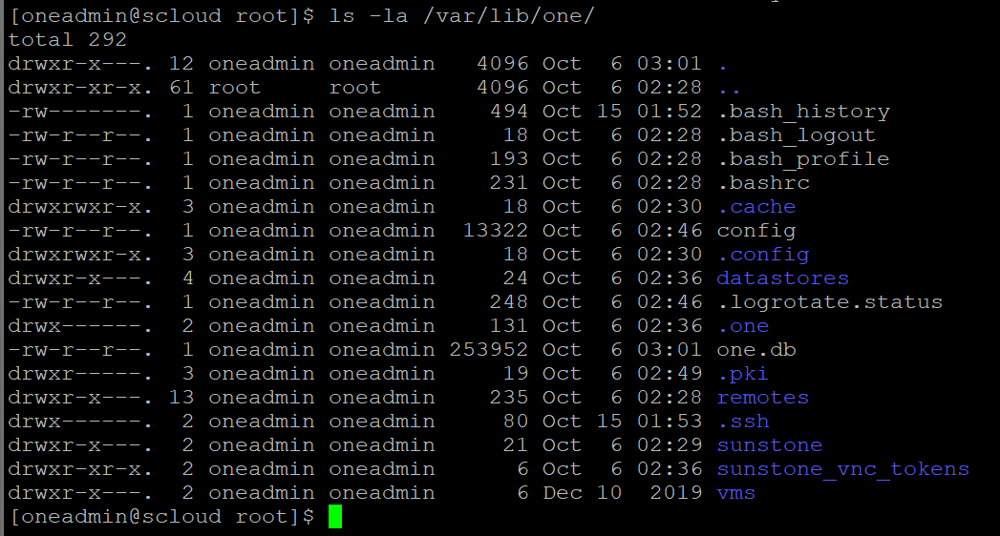 [oneadmin@scloud root]$ ls -la /var/lib/one/
total 292
drwxr-x---. 12 oneadmin oneadmin   4096 Oct  6 03:01 .
drwxr-xr-x. 61 root     root       4096 Oct  6 02:28 ..
-rw-------.  1 oneadmin oneadmin    494 Oct 15 01:52 .bash_history
-rw-r--r--.  1 oneadmin oneadmin     18 Oct  6 02:28 .bash_logout
-rw-r--r--.  1 oneadmin oneadmin    193 Oct  6 02:28 .bash_profile
-rw-r--r--.  1 oneadmin oneadmin    231 Oct  6 02:28 .bashrc
drwxrwxr-x.  3 oneadmin oneadmin     18 Oct  6 02:30 .cache
-rw-r--r--.  1 oneadmin oneadmin  13322 Oct  6 02:46 config
drwxrwxr-x.  3 oneadmin oneadmin     18 Oct  6 02:30 .config
drwxr-x---.  4 oneadmin oneadmin     24 Oct  6 02:36 datastores
-rw-r--r--.  1 oneadmin oneadmin    248 Oct  6 02:46 .logrotate.status
drwx------.  2 oneadmin oneadmin    131 Oct  6 02:36 .one
-rw-r--r--.  1 oneadmin oneadmin 253952 Oct  6 03:01 one.db
drwxr-----.  3 oneadmin oneadmin     19 Oct  6 02:49 .pki
drwxr-x---. 13 oneadmin oneadmin    235 Oct  6 02:28 remotes
drwx------.  2 oneadmin oneadmin     80 Oct 15 01:53 .ssh
drwxr-x---.  2 oneadmin oneadmin     21 Oct  6 02:29 sunstone
drwxr-xr-x.  2 oneadmin oneadmin      6 Oct  6 02:36 sunstone_vnc_tokens
drwxr-x---.  2 oneadmin oneadmin      6 Dec 10  2019 vms
[oneadmin@scloud root]$